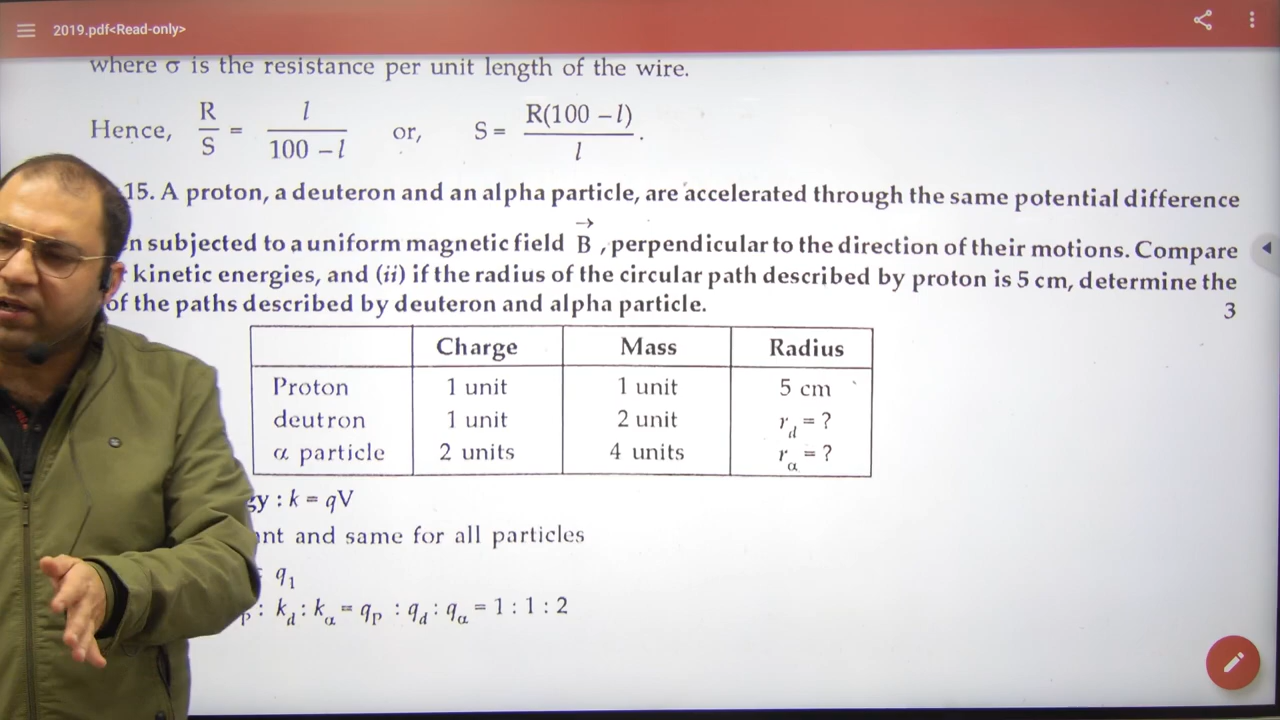 2019.pdf<Read-only>
where σ is the resistance per unit length of the wire.
Hence, R/S = l/(100 – l) or, S = R(100 – l)/l .
15. A proton, a deuteron and an alpha particle, are accelerated through the same potential difference
n subjected to a uniform magnetic field B⃗ , perpendicular to the direction of their motions. Compare
kinetic energies, and (ii) if the radius of the circular path described by proton is 5 cm, determine the
of the paths described by deuteron and alpha particle.
3
Charge Mass Radius
Proton 1 unit 1 unit 5 cm
deutron 1 unit 2 unit r_d = ?
α particle 2 units 4 units r_α = ?
gy : k = qV
nt and same for all particles
q₁
p : k_d : k_α = q_p : q_d : q_α = 1 : 1 : 2